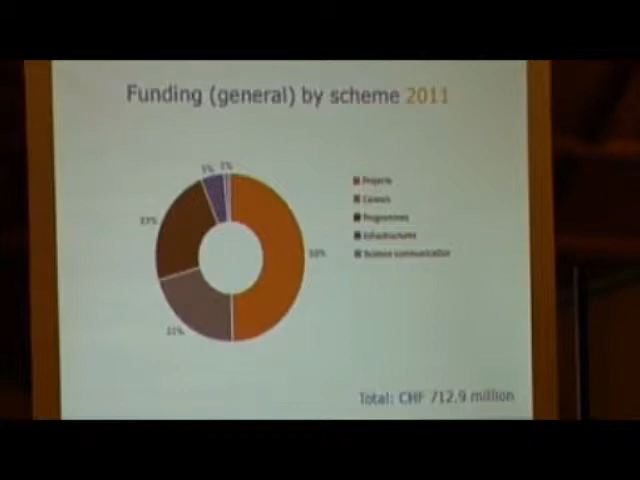 Funding (general) by scheme 2011
5% 1%
Projects
Careers
Programmes
Infrastructures
Science communication
23%
50%
21%
Total: CHF 712.9 million